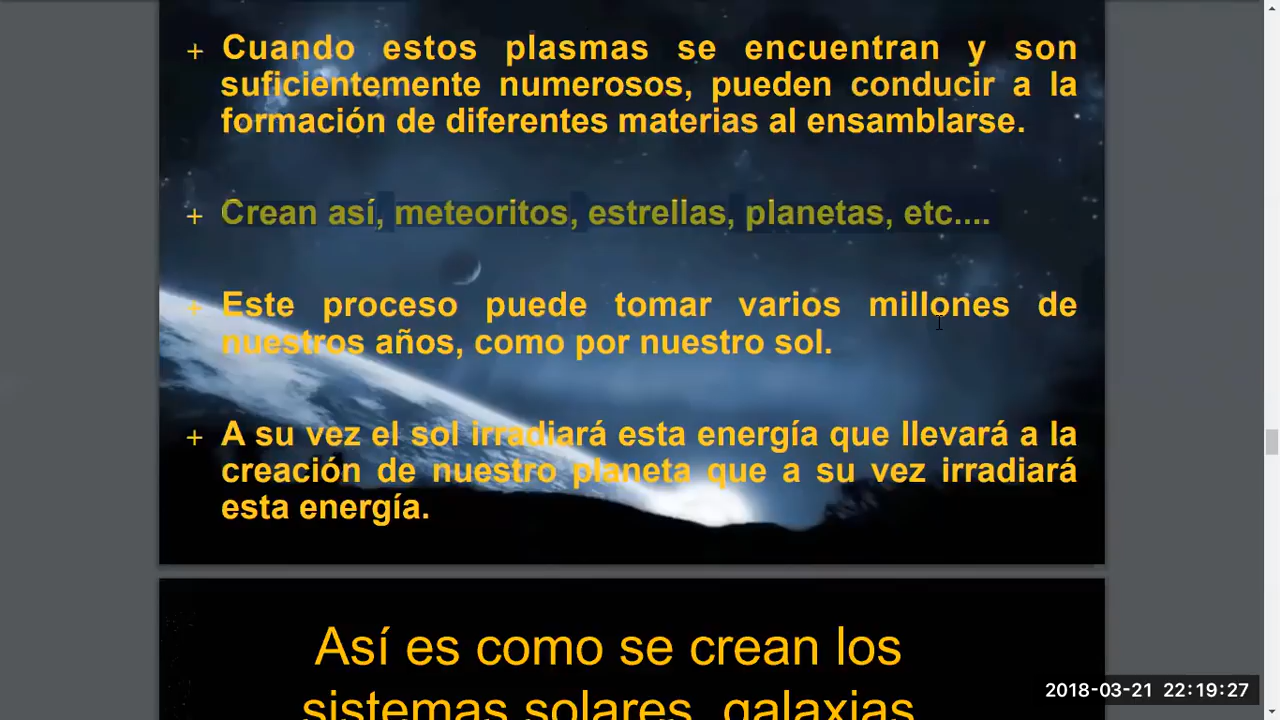 + Cuando estos plasmas se encuentran y son
suficientemente numerosos, pueden conducir a la
formación de diferentes materias al ensamblarse.
+ Crean así, meteoritos, estrellas, planetas, etc....
+ Este proceso puede tomar varios millones de
nuestros años, como por nuestro sol.
+ A su vez el sol irradiará esta energía que llevará a la
creación de nuestro planeta que a su vez irradiará
esta energía.
Así es como se crean los
sistemas solares, galaxias
2018-03-21 22:19:27